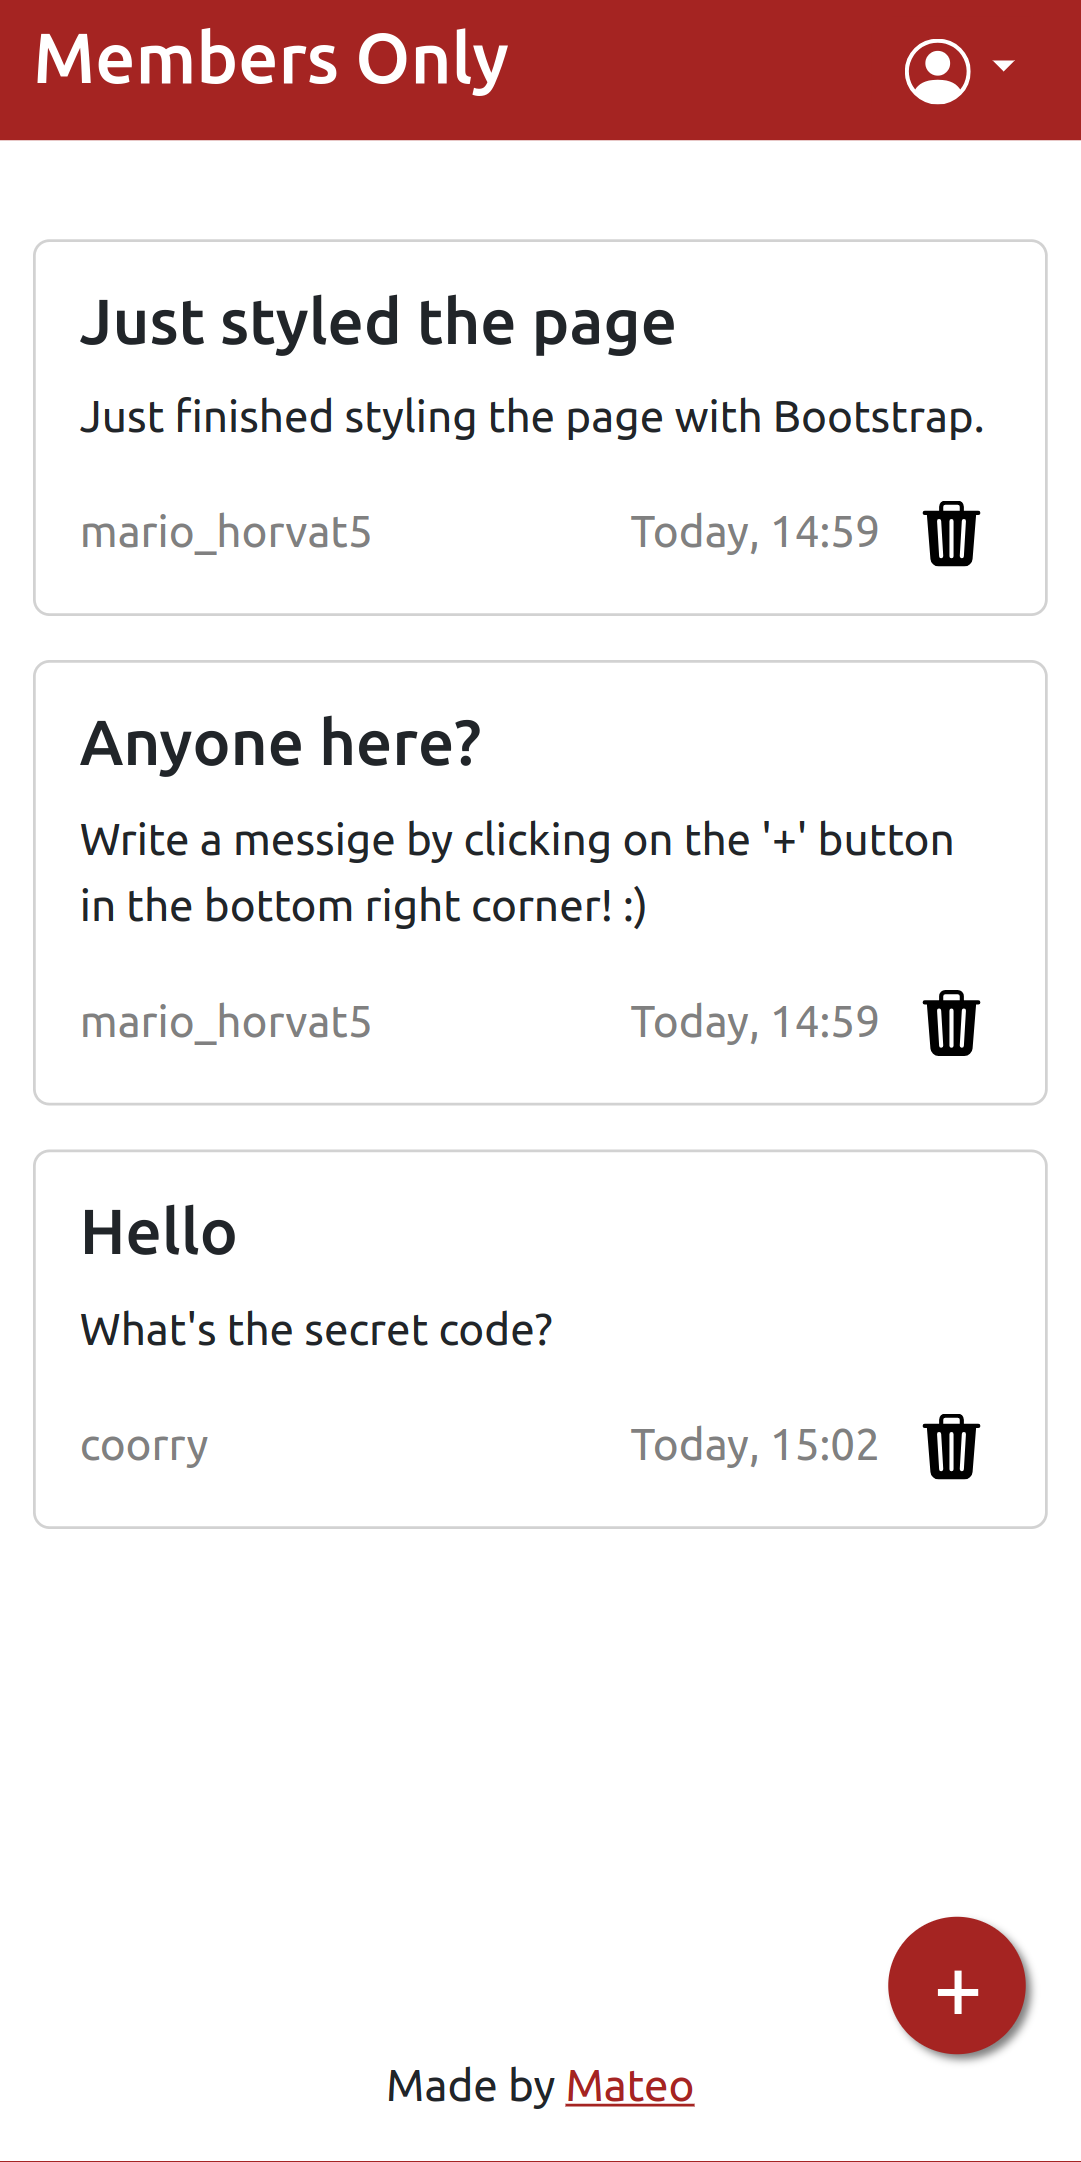 Members Only
Just styled the page
Just finished styling the page with Bootstrap.
mario_horvat5 Today, 14:59
Anyone here?
Write a messige by clicking on the '+' button
in the bottom right corner! :)
mario_horvat5 Today, 14:59
Hello
What's the secret code?
coorry Today, 15:02
+
Made by Mateo